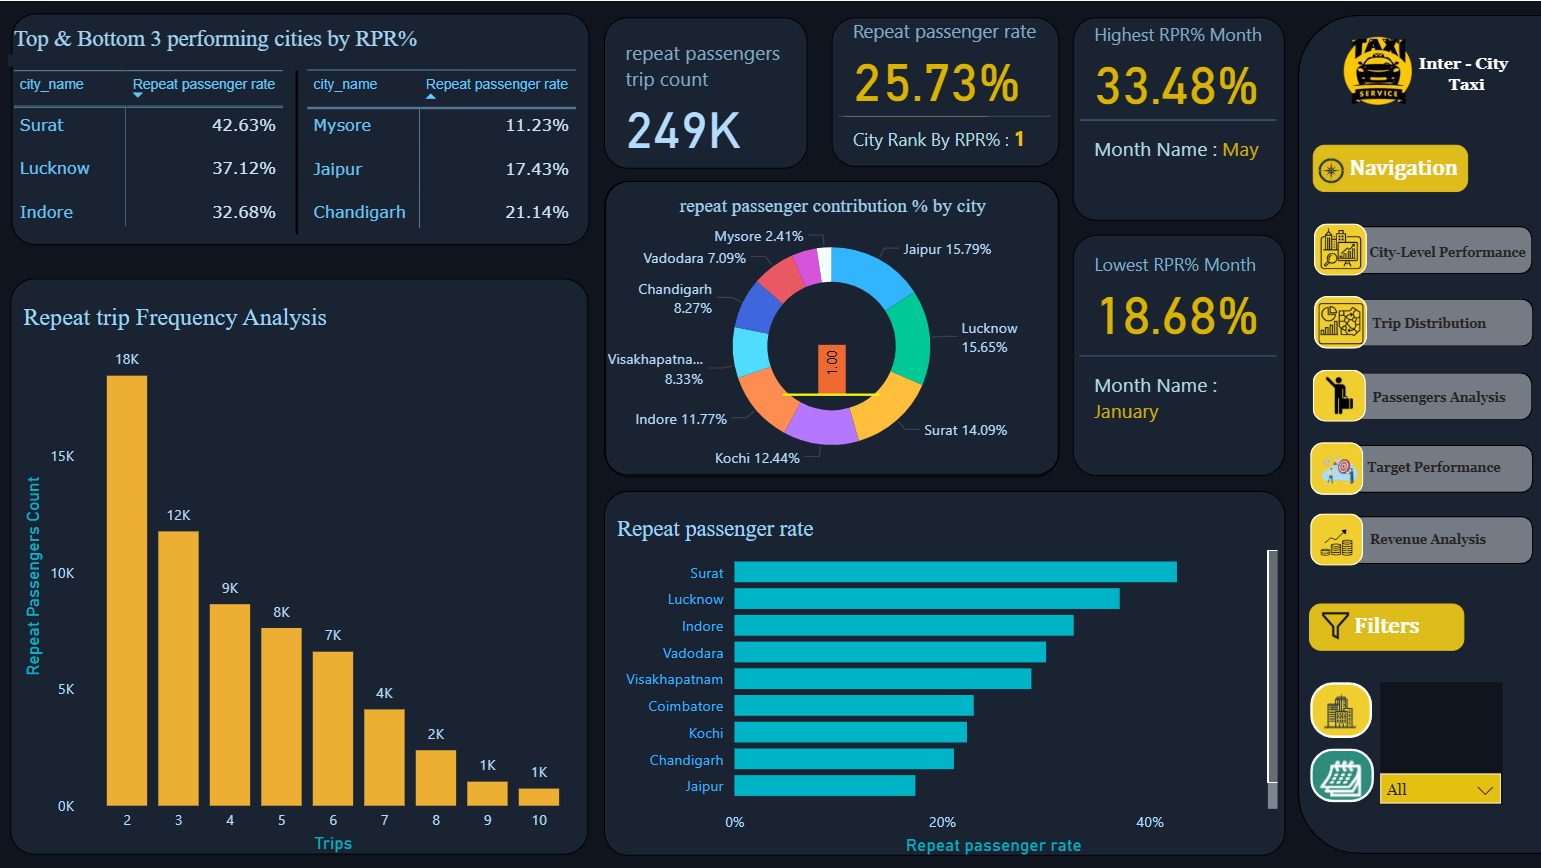 Top & Bottom 3 performing cities by RPR%
city_name Repeat passenger rate
Surat 42.63%
Lucknow 37.12%
Indore 32.68%
city_name Repeat passenger rate
Mysore 11.23%
Jaipur 17.43%
Chandigarh 21.14%
repeat passengers
trip count
249K
Repeat passenger rate
25.73%
City Rank By RPR% : 1
Highest RPR% Month
33.48%
Month Name : May
Lowest RPR% Month
18.68%
Month Name :
January
repeat passenger contribution % by city
Mysore 2.41%
Jaipur 15.79%
Vadodara 7.09%
Chandigarh
8.27%
Lucknow
15.65%
Visakhapatna...
8.33%
1.00
Indore 11.77%
Surat 14.09%
Kochi 12.44%
Repeat trip Frequency Analysis
Repeat Passengers Count
15K
10K
5K
0K
18K
12K
9K
8K
7K
4K
2K
1K
1K
2 3 4 5 6 7 8 9 10
Trips
Repeat passenger rate
Surat
Lucknow
Indore
Vadodara
Visakhapatnam
Coimbatore
Kochi
Chandigarh
Jaipur
0% 20% 40%
Repeat passenger rate
TAXI
SERVICE
Inter - City
Taxi
Navigation
City-Level Performance
Trip Distribution
Passengers Analysis
Target Performance
Revenue Analysis
Filters
All